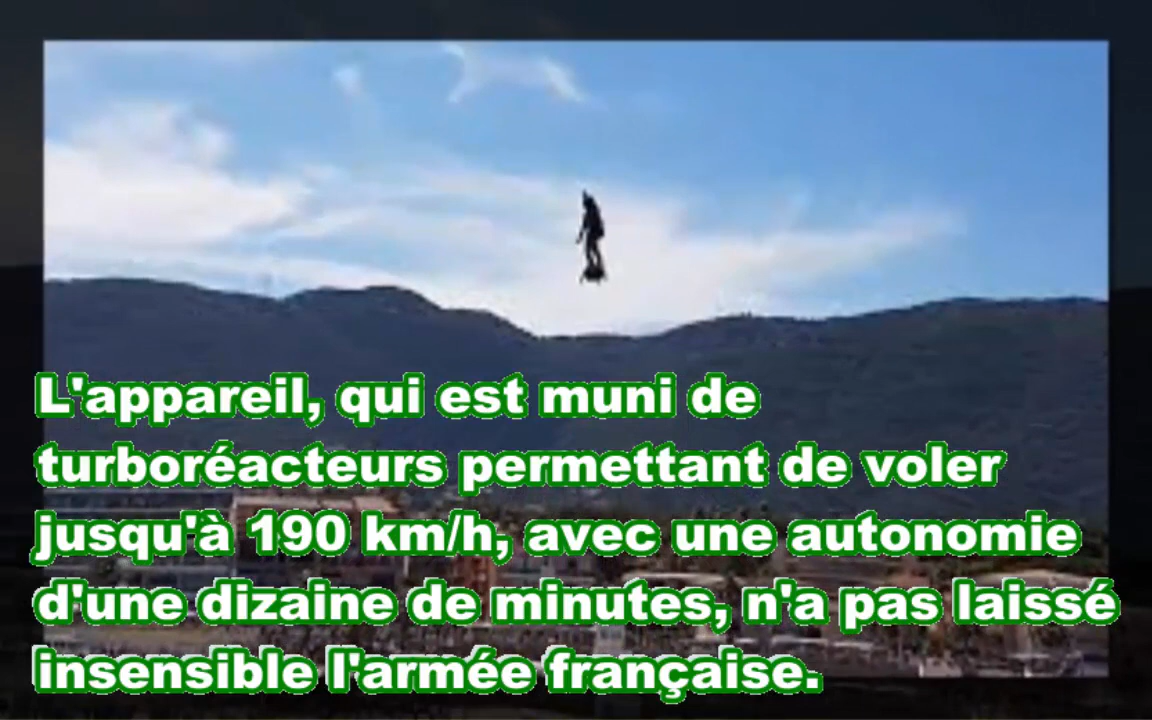 L'appareil, qui est muni de
turboréacteurs permettant de voler
jusqu'à 190 km/h, avec une autonomie
d'une dizaine de minutes, n'a pas laissé
insensible l'armée française.